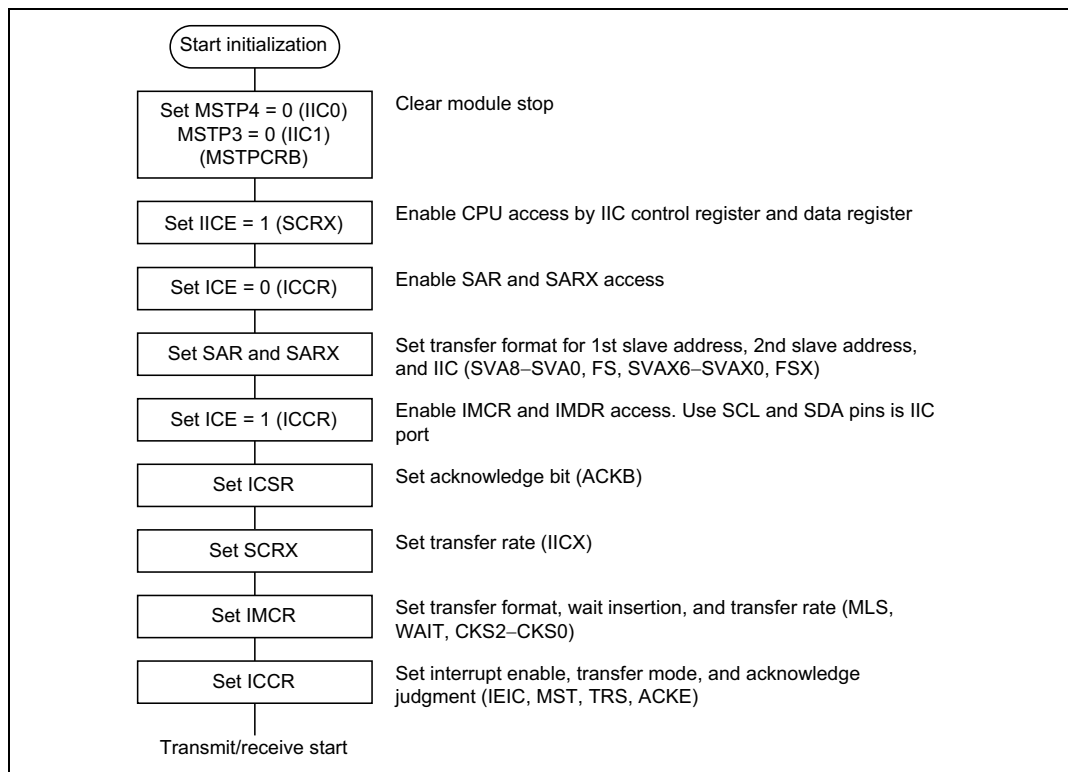 Start initialization
Set MSTP4 = 0 (IIC0)
MSTP3 = 0 (IIC1)
(MSTPCRB)
Clear module stop
Set IICE = 1 (SCRX)
Enable CPU access by IIC control register and data register
Set ICE = 0 (ICCR)
Enable SAR and SARX access
Set SAR and SARX
Set transfer format for 1st slave address, 2nd slave address,
and IIC (SVA8–SVA0, FS, SVAX6–SVAX0, FSX)
Set ICE = 1 (ICCR)
Enable IMCR and IMDR access. Use SCL and SDA pins is IIC
port
Set ICSR
Set acknowledge bit (ACKB)
Set SCRX
Set transfer rate (IICX)
Set IMCR
Set transfer format, wait insertion, and transfer rate (MLS,
WAIT, CKS2–CKS0)
Set ICCR
Set interrupt enable, transfer mode, and acknowledge
judgment (IEIC, MST, TRS, ACKE)
Transmit/receive start